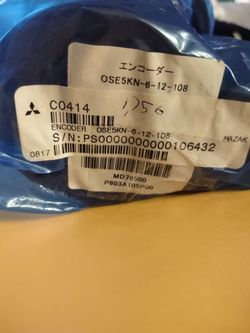 エンコーダー
OSE5KN-6-12-108
C0414
1756
ENCODER OSE5KN-6-12-108
S/N:PS0000000000106432
MAZAK
0817
MD76500
P603A105P00